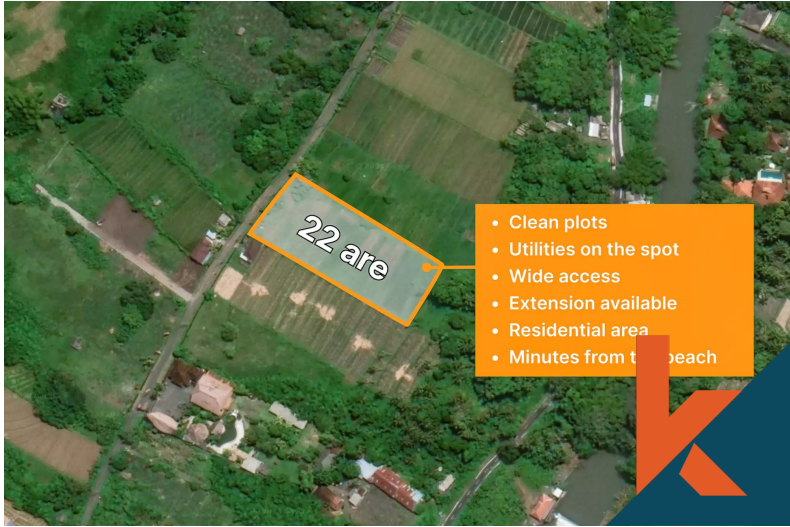 22 are
• Clean plots
• Utilities on the spot
• Wide access
• Extension available
• Residential area
• Minutes from t beach